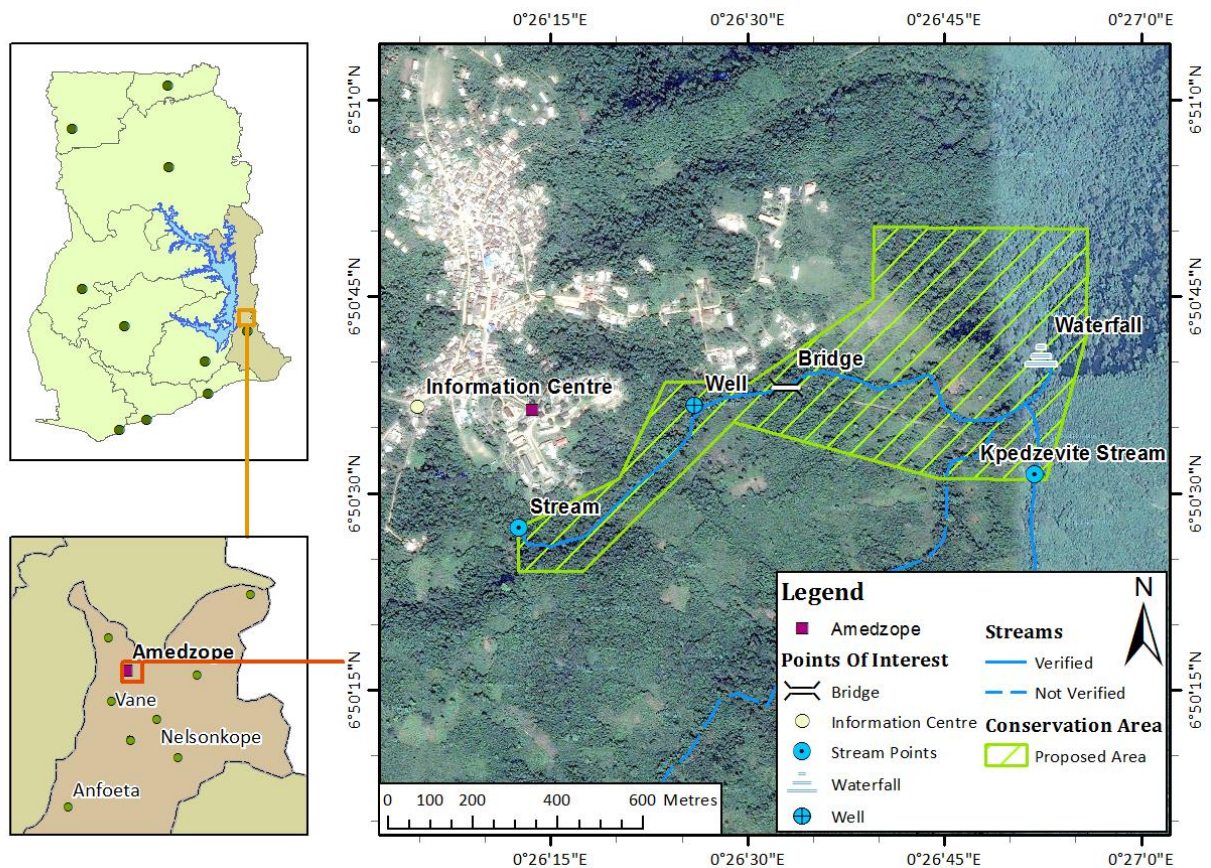 0°26'15"E
0°26'30"E
0°26'45"E
0°27'0"E
6°51'0"N
6°51'0"N
6°50'45"N
6°50'45"N
Waterfall
Bridge
Well
Information Centre
Kpedzevite Stream
6°50'30"N
6°50'30"N
Stream
Amedzope
Vane
Nelsonkope
Anfoeta
Legend
N
Amedzope
Streams
Points Of Interest
Verified
Bridge
Not Verified
Information Centre
Conservation Area
Stream Points
Proposed Area
Waterfall
Well
6°50'15"N
6°50'15"N
0 100 200 400 600 Metres
0°26'15"E
0°26'30"E
0°26'45"E
0°27'0"E